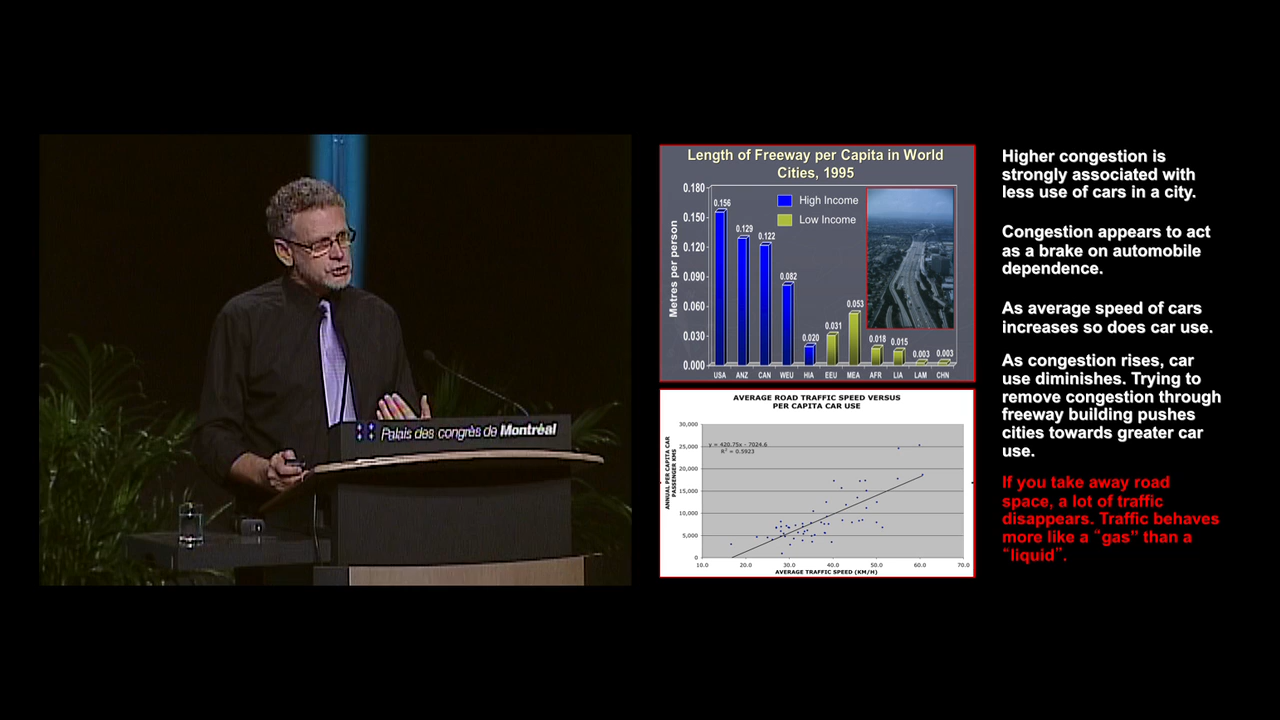 Palais des congrès de Montréal
Length of Freeway per Capita in World
Cities, 1995
Metres per person
0.180
0.150
0.120
0.090
0.060
0.030
0.000
High Income
Low Income
0.156
0.129
0.122
0.082
0.020
0.031
0.053
0.018
0.015
0.003
0.003
USA ANZ CAN WEU HIA EEU MEA AFR LIA LAM CHN
AVERAGE ROAD TRAFFIC SPEED VERSUS
PER CAPITA CAR USE
ANNUAL PER CAPITA CAR
PASSENGER KMS
30,000
25,000
20,000
15,000
10,000
5,000
0
y = 420.75x - 7024.6
R² = 0.5923
10.0 20.0 30.0 40.0 50.0 60.0 70.0
AVERAGE TRAFFIC SPEED (KM/H)
Higher congestion is
strongly associated with
less use of cars in a city.
Congestion appears to act
as a brake on automobile
dependence.
As average speed of cars
increases so does car use.
As congestion rises, car
use diminishes. Trying to
remove congestion through
freeway building pushes
cities towards greater car
use.
If you take away road
space, a lot of traffic
disappears. Traffic behaves
more like a “gas” than a
“liquid”.